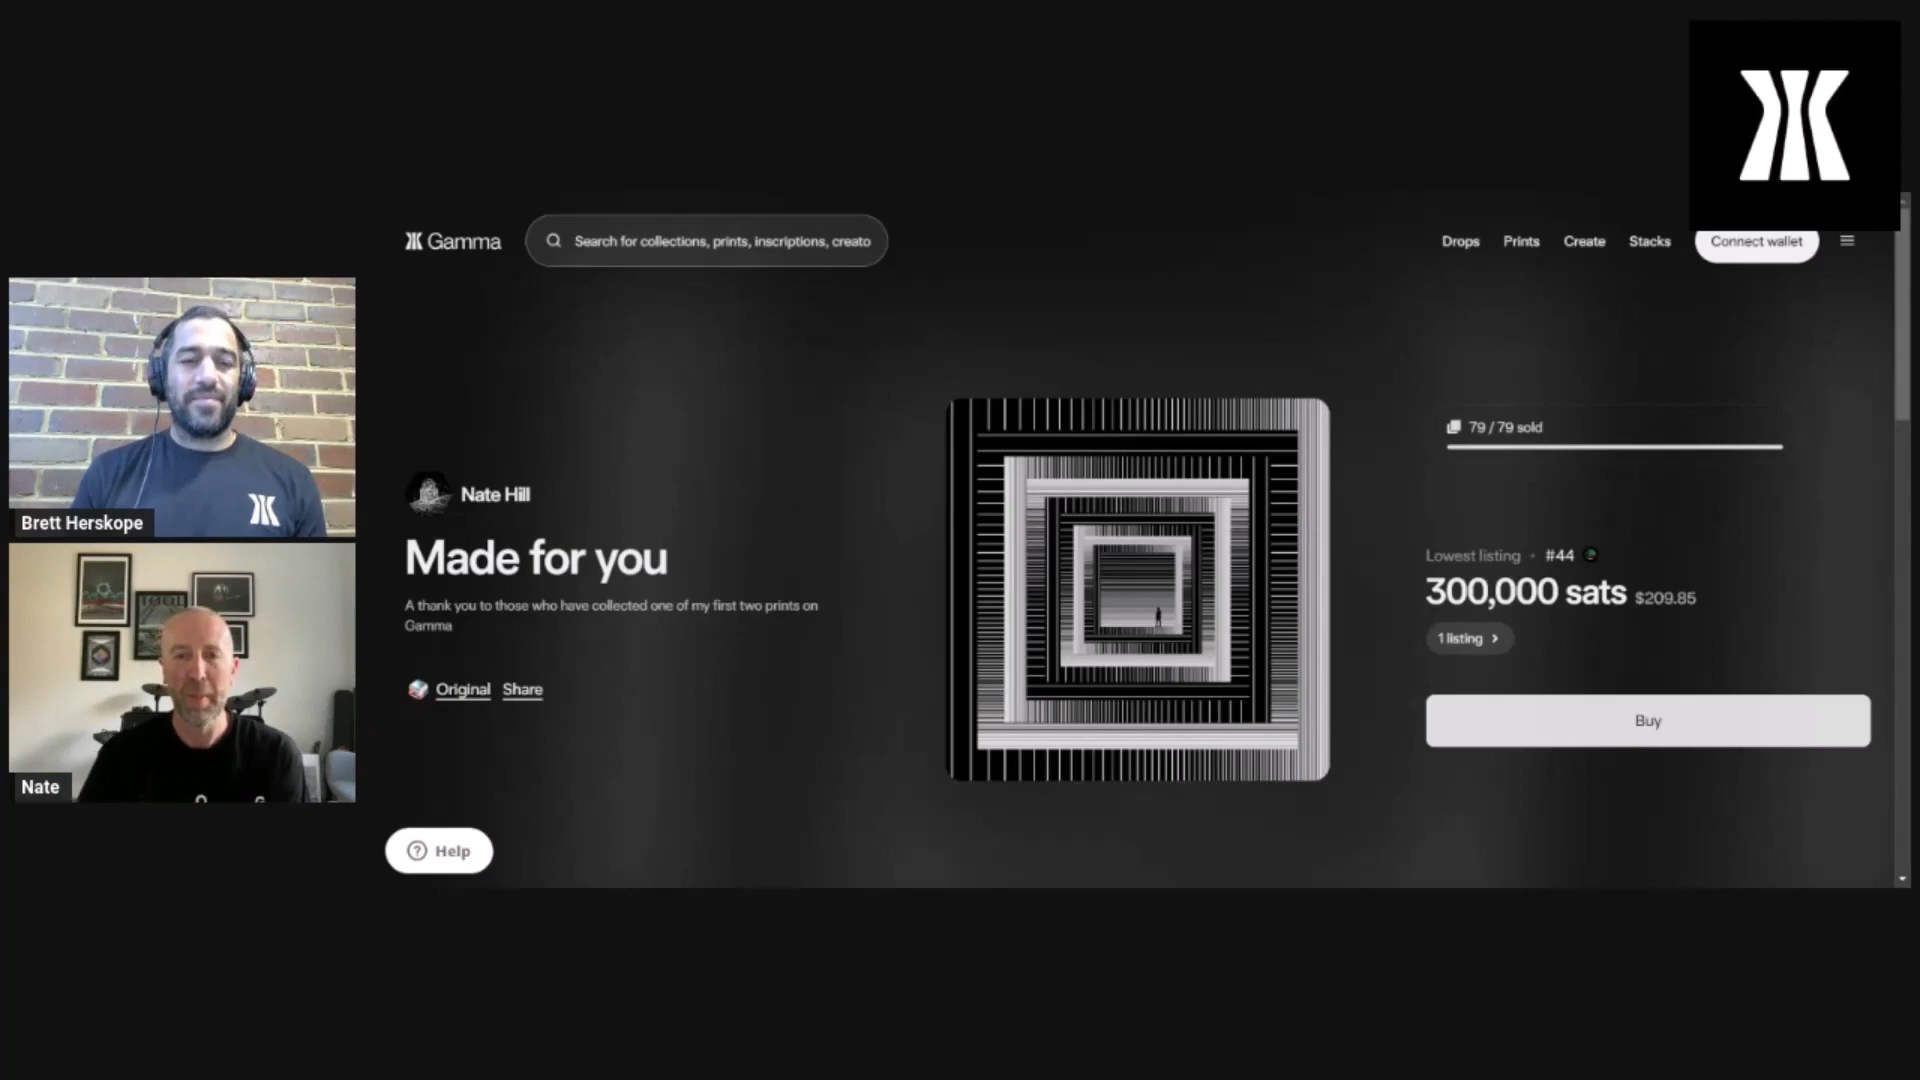 Gamma
Search for collections, prints, inscriptions, creato
Drops
Prints
Create
Stacks
Connect wallet
79 / 79 sold
Nate Hill
Made for you
A thank you to those who have collected one of my first two prints on
Gamma
Original
Share
Lowest listing • #44
300,000 sats $209.85
1 listing
Buy
Brett Herskope
TOOL
Nate
Help